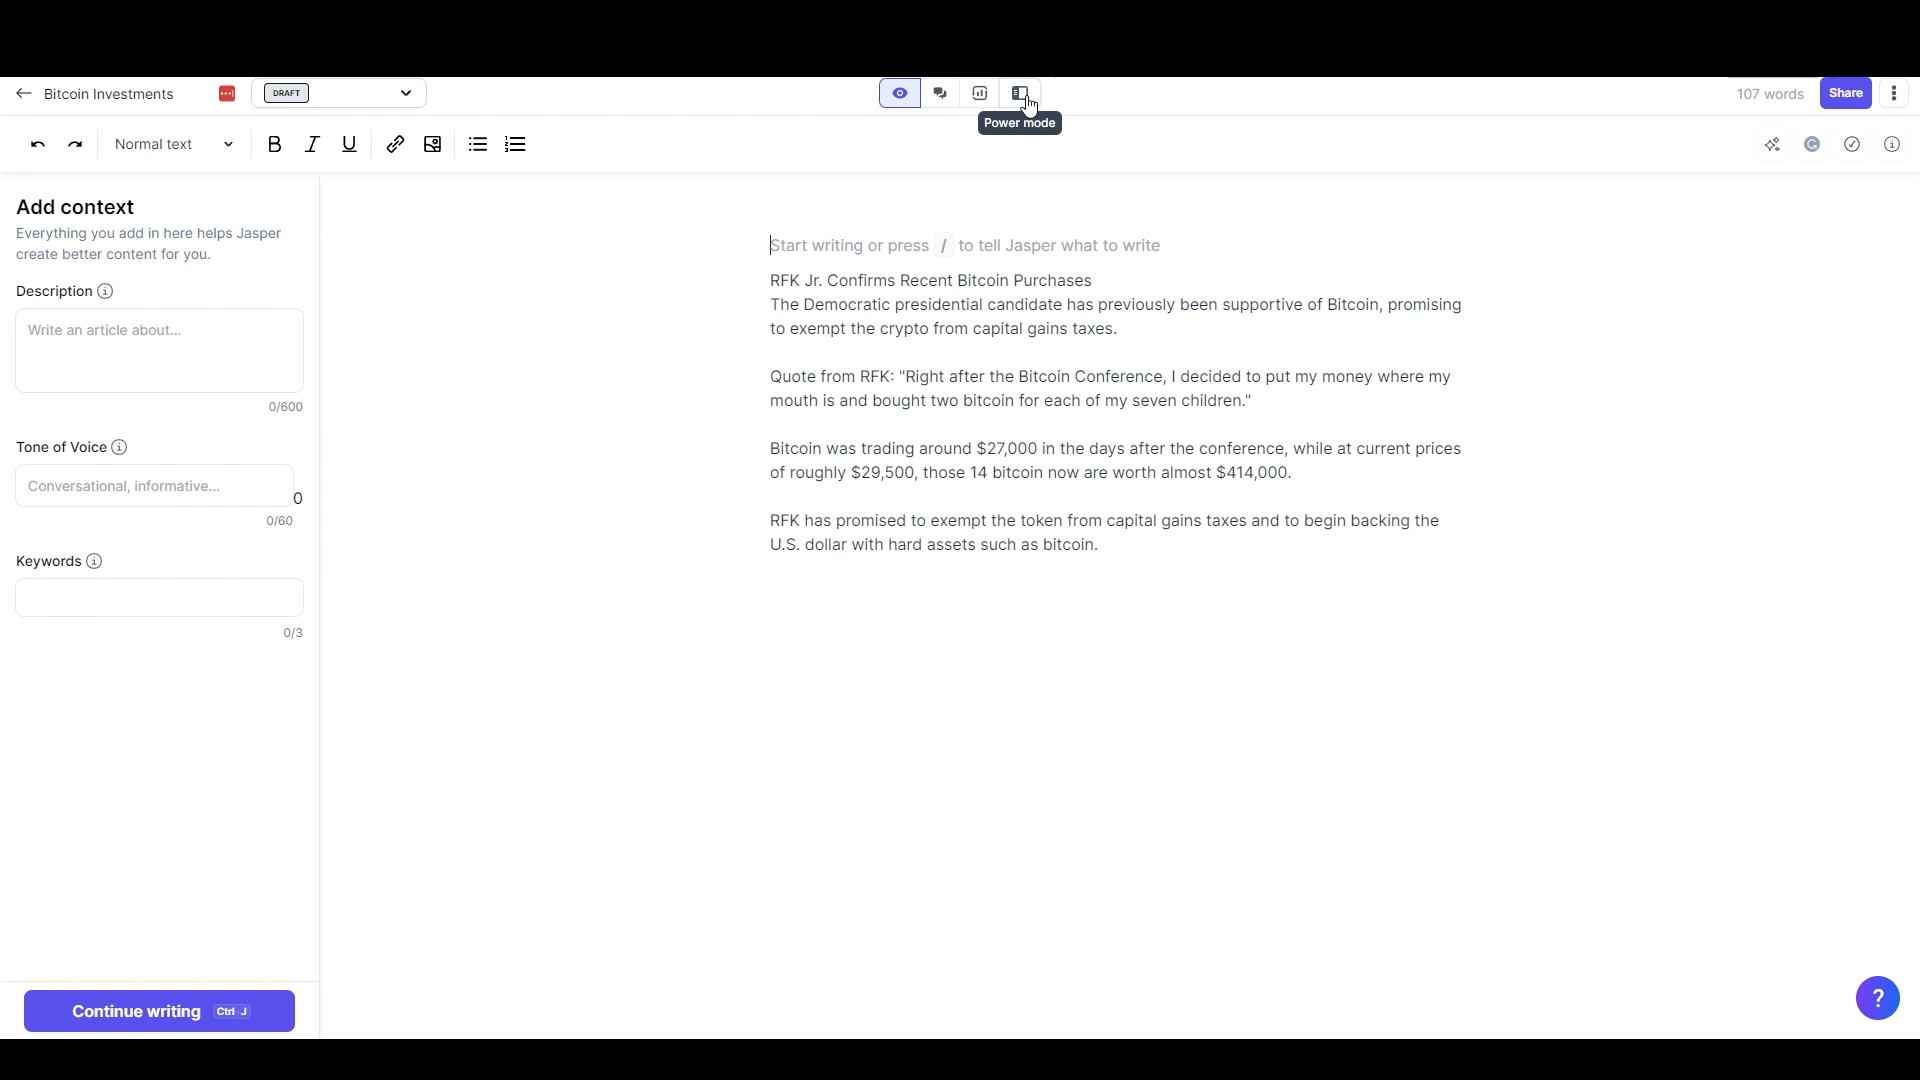 Bitcoin Investments
DRAFT
107 words
Share
Power mode
Normal text
B I U
Add context
Everything you add in here helps Jasper
create better content for you.
Description
Write an article about...
0/600
Tone of Voice
Conversational, informative...
0
0/60
Keywords
0/3
Continue writing Ctrl J
Start writing or press / to tell Jasper what to write
RFK Jr. Confirms Recent Bitcoin Purchases
The Democratic presidential candidate has previously been supportive of Bitcoin, promising
to exempt the crypto from capital gains taxes.
Quote from RFK: "Right after the Bitcoin Conference, I decided to put my money where my
mouth is and bought two bitcoin for each of my seven children."
Bitcoin was trading around $27,000 in the days after the conference, while at current prices
of roughly $29,500, those 14 bitcoin now are worth almost $414,000.
RFK has promised to exempt the token from capital gains taxes and to begin backing the
U.S. dollar with hard assets such as bitcoin.
?